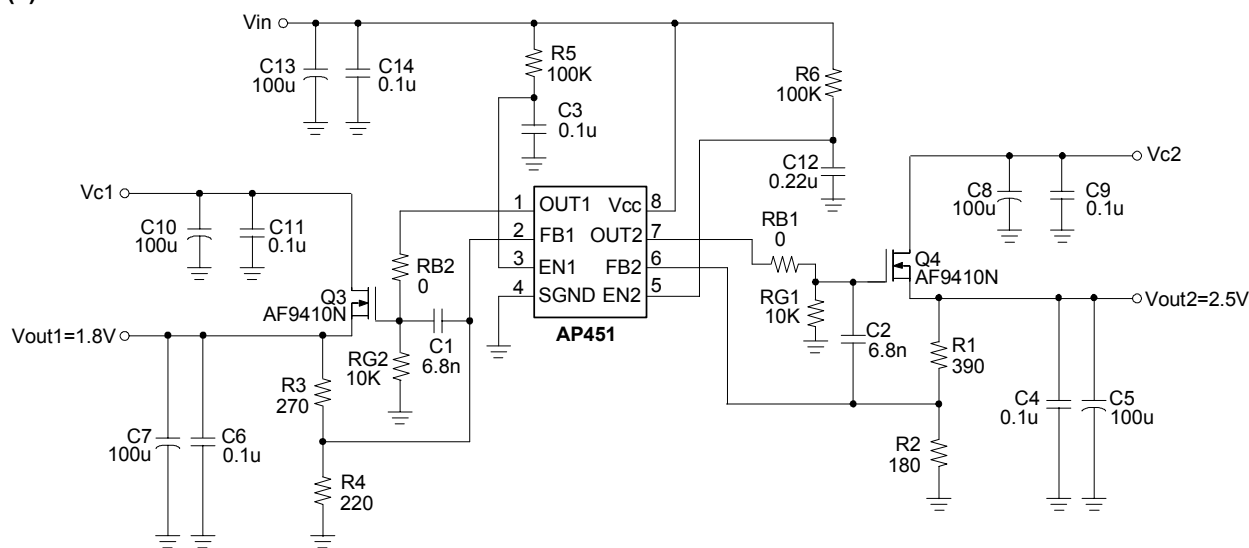 Vin
C13
100u
C14
0.1u
R5
100K
C3
0.1u
R6
100K
C12
0.22u
Vc2
C8
100u
C9
0.1u
Vc1
C10
100u
C11
0.1u
1 OUT1 Vcc 8
2 FB1 OUT2 7
3 EN1 FB2 6
4 SGND EN2 5
AP451
RB2
0
RB1
0
Q3
AF9410N
Q4
AF9410N
RG1
10K
Vout1=1.8V
Vout2=2.5V
C1
6.8n
RG2
10K
C2
6.8n
R1
390
R3
270
C7
100u
C6
0.1u
C4
0.1u
C5
100u
R2
180
R4
220